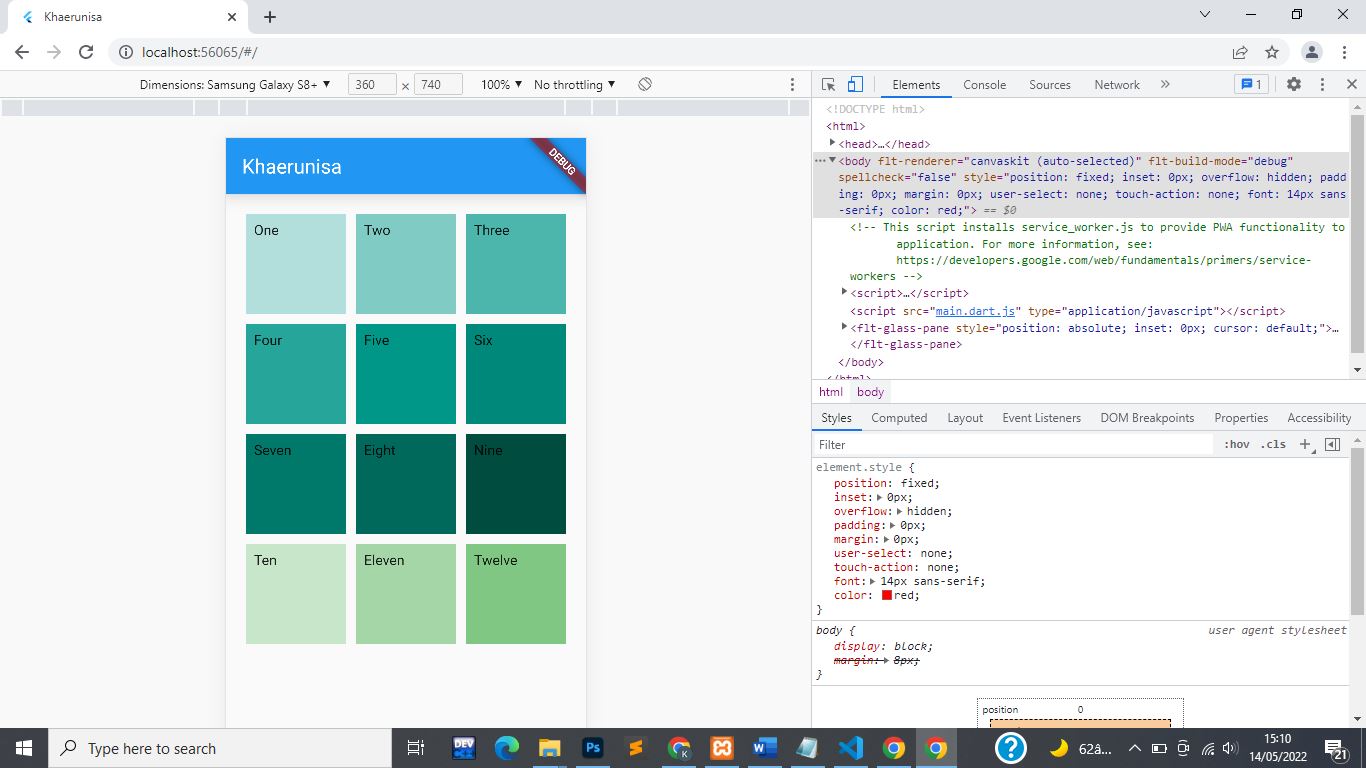 Khaerunisa
localhost:56065/#/
Dimensions: Samsung Galaxy S8+ 360 × 740 100% No throttling
Elements Console Sources Network 1
Khaerunisa
DEBUG
One Two Three
Four Five Six
Seven Eight Nine
Ten Eleven Twelve
<!DOCTYPE html>
<html>
<head>…</head>
<body flt-renderer="canvaskit (auto-selected)" flt-build-mode="debug"
spellcheck="false" style="position: fixed; inset: 0px; overflow: hidden; padd
ing: 0px; margin: 0px; user-select: none; touch-action: none; font: 14px sans
-serif; color: red;"> == $0
<!-- This script installs service_worker.js to provide PWA functionality to
application. For more information, see:
https://developers.google.com/web/fundamentals/primers/service-
workers -->
<script>…</script>
<script src="main.dart.js" type="application/javascript"></script>
<flt-glass-pane style="position: absolute; inset: 0px; cursor: default;">…
</flt-glass-pane>
</body>
</html>
html body
Styles Computed Layout Event Listeners DOM Breakpoints Properties Accessibility
Filter :hov .cls
element.style {
position: fixed;
inset: 0px;
overflow: hidden;
padding: 0px;
margin: 0px;
user-select: none;
touch-action: none;
font: 14px sans-serif;
color: red;
}
body { user agent stylesheet
display: block;
margin: 8px;
}
position 0
Type here to search
DEV
Ps
62â...
15:10
14/05/2022
21